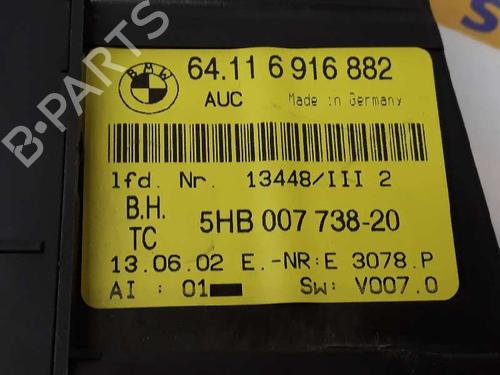 BMW
64.11 6 916 882
AUC Made in Germany
lfd. Nr. 13448/III 2
B.H.
TC
5HB 007 738-20
13.06.02 E.-NR:E 3078.P
AI : 01 Sw: V007.0
B-PARTS